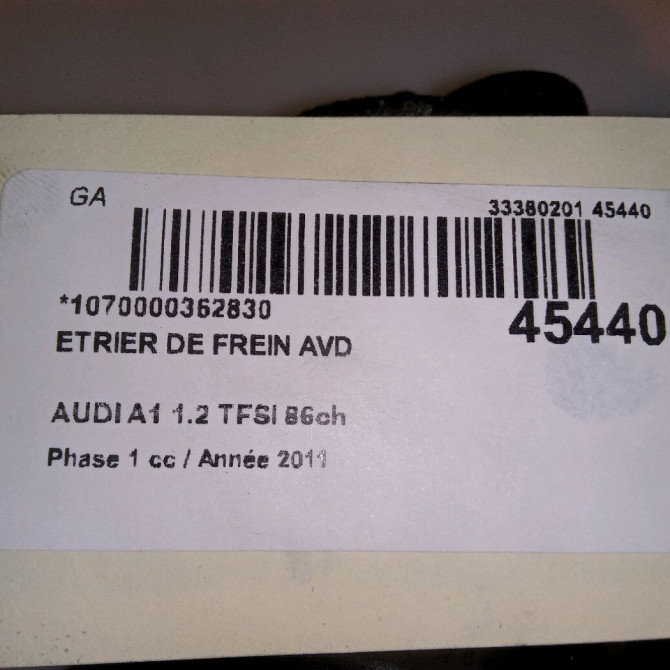 GA
33380201 45440
*1070000362830
45440
ETRIER DE FREIN AVD
AUDI A1 1.2 TFSI 86ch
Phase 1 cc / Année 2011